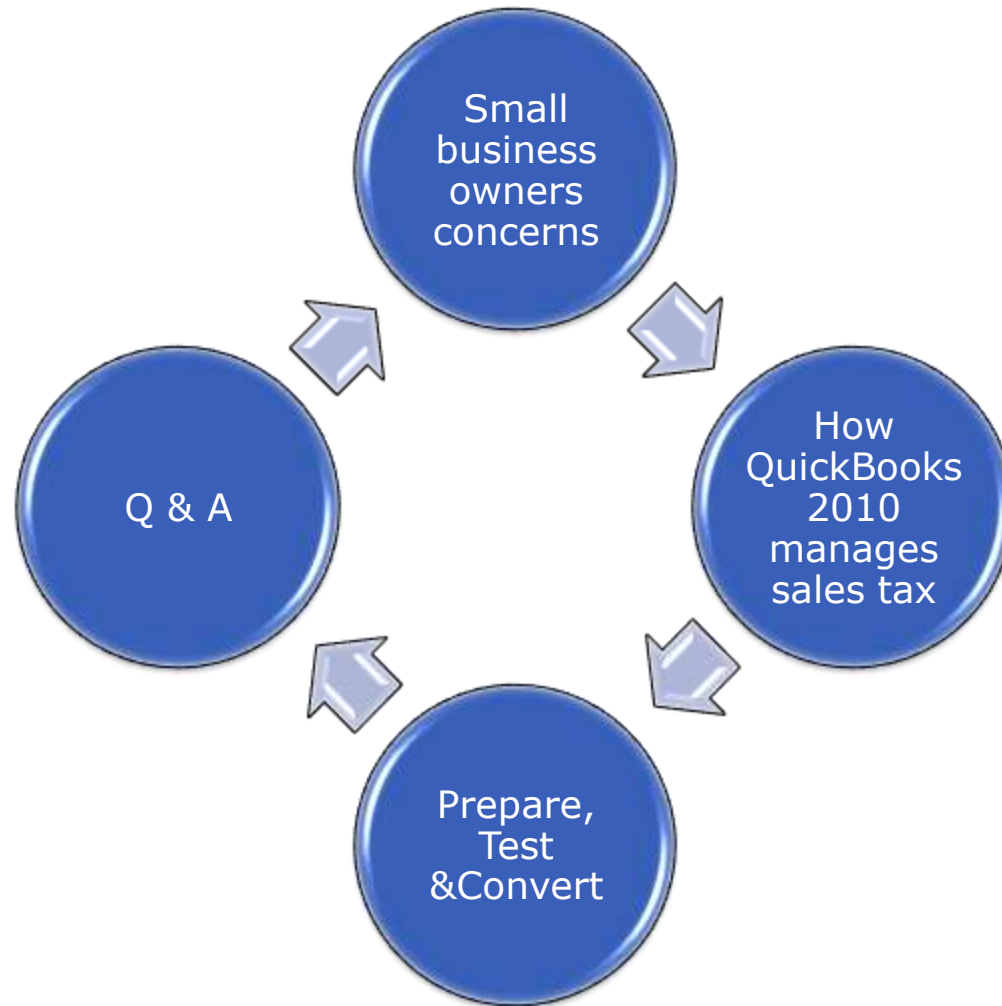 Small
business
owners
concerns
How
QuickBooks
2010
manages
sales tax
Prepare,
Test
&Convert
Q & A